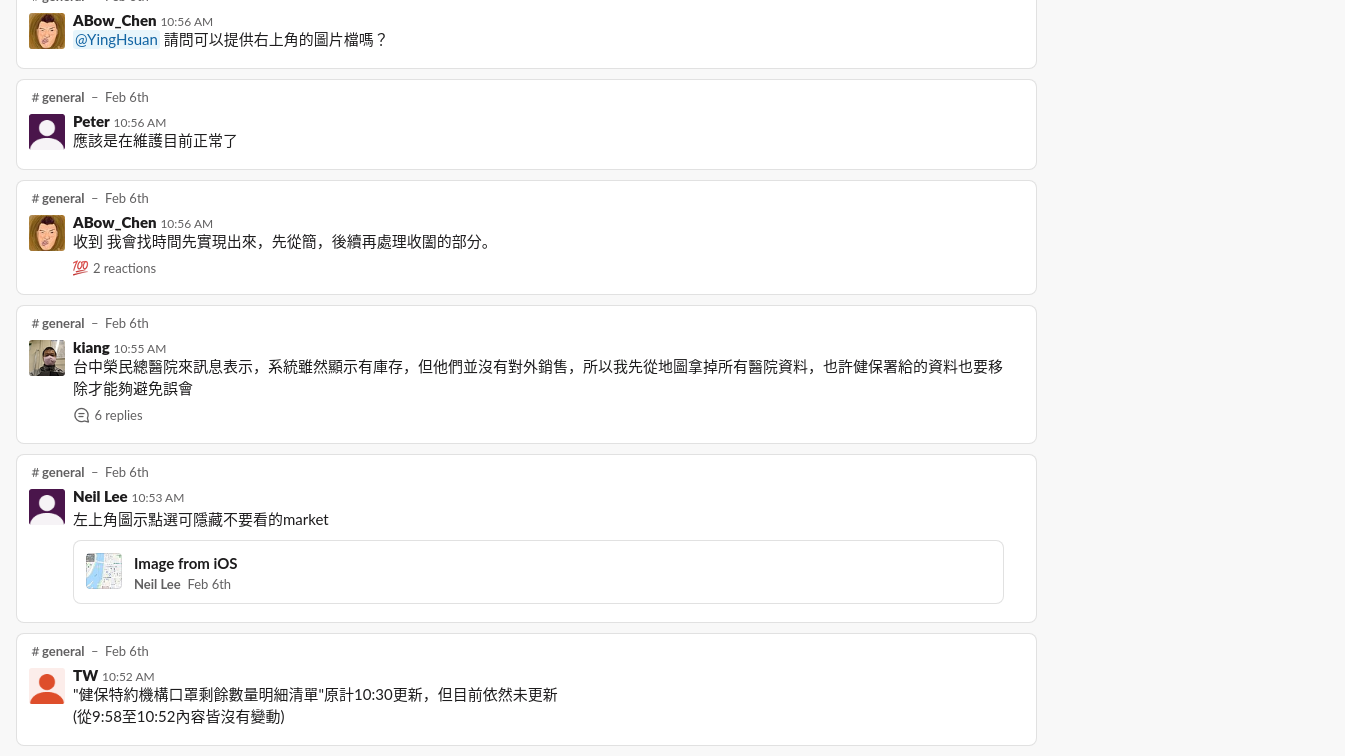 # general – Feb 6th
ABow_Chen 10:56 AM
@YingHsuan 請問可以提供右上角的圖片檔嗎？
# general – Feb 6th
Peter 10:56 AM
應該是在維護目前正常了
# general – Feb 6th
ABow_Chen 10:56 AM
收到 我會找時間先實現出來，先從簡，後續再處理收闔的部分。
💯 2 reactions
# general – Feb 6th
kiang 10:55 AM
台中榮民總醫院來訊息表示，系統雖然顯示有庫存，但他們並沒有對外銷售，所以我先從地圖拿掉所有醫院資料，也許健保署給的資料也要移
除才能夠避免誤會
6 replies
# general – Feb 6th
Neil Lee 10:53 AM
左上角圖示點選可隱藏不要看的market
Image from iOS
Neil Lee Feb 6th
# general – Feb 6th
TW 10:52 AM
"健保特約機構口罩剩餘數量明細清單"原計10:30更新，但目前依然未更新
(從9:58至10:52內容皆沒有變動)